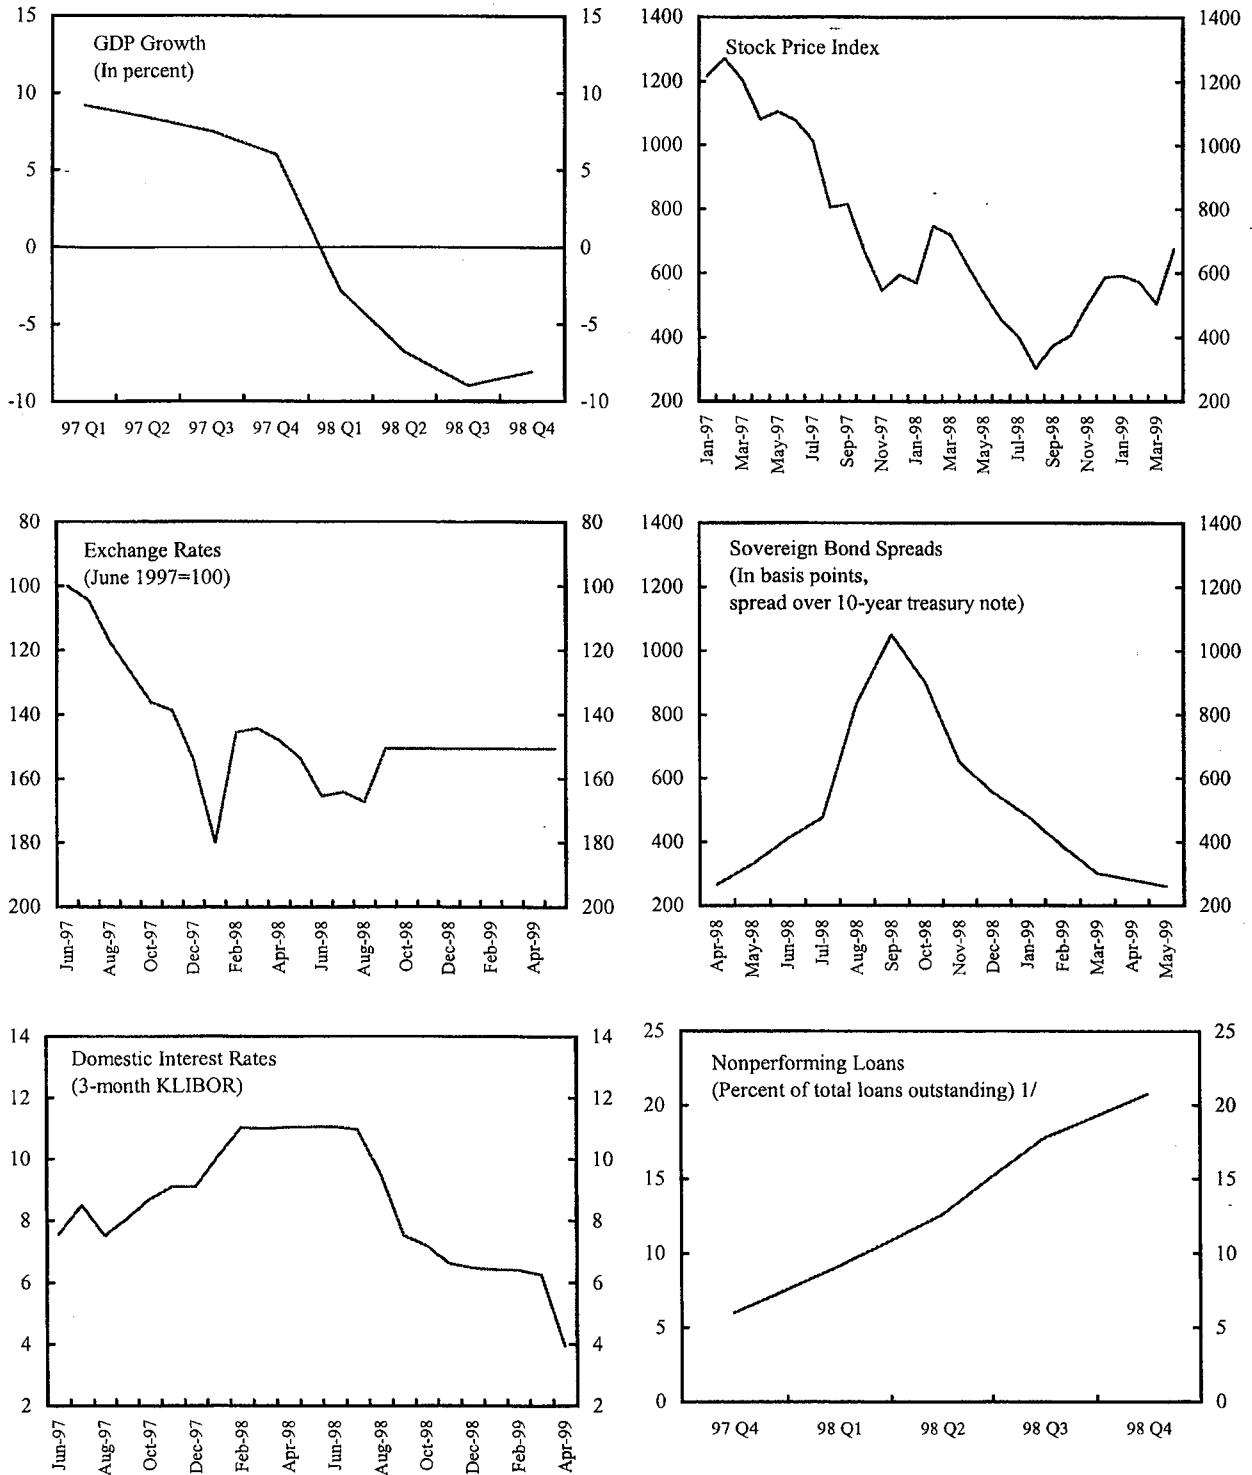 GDP Growth
(In percent)
15 15
10 10
5 5
0 0
-5 -5
-10 -10
97 Q1 97 Q2 97 Q3 97 Q4 98 Q1 98 Q2 98 Q3 98 Q4
Stock Price Index
1400 1400
1200 1200
1000 1000
800 800
600 600
400 400
200 200
Jan-97 Mar-97 May-97 Jul-97 Sep-97 Nov-97 Jan-98 Mar-98 May-98 Jul-98 Sep-98 Nov-98 Jan-99 Mar-99
Exchange Rates
(June 1997=100)
80 80
100 100
120 120
140 140
160 160
180 180
200 200
Jun-97 Aug-97 Oct-97 Dec-97 Feb-98 Apr-98 Jun-98 Aug-98 Oct-98 Dec-98 Feb-99 Apr-99
Sovereign Bond Spreads
(In basis points,
spread over 10-year treasury note)
1400 1400
1200 1200
1000 1000
800 800
600 600
400 400
200 200
Apr-98 May-98 Jun-98 Jul-98 Aug-98 Sep-98 Oct-98 Nov-98 Dec-98 Jan-99 Feb-99 Mar-99 Apr-99 May-99
Domestic Interest Rates
(3-month KLIBOR)
14 14
12 12
10 10
8 8
6 6
4 4
2 2
Jun-97 Aug-97 Oct-97 Dec-97 Feb-98 Apr-98 Jun-98 Aug-98 Oct-98 Dec-98 Feb-99 Apr-99
Nonperforming Loans
(Percent of total loans outstanding) 1/
25 25
20 20
15 15
10 10
5 5
0 0
97 Q4 98 Q1 98 Q2 98 Q3 98 Q4